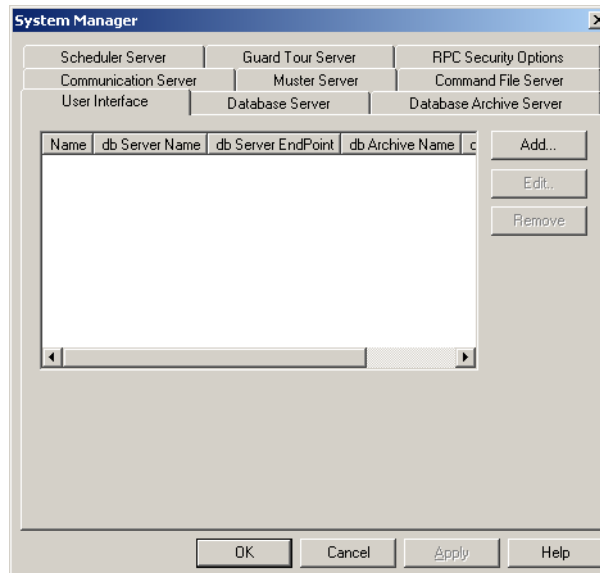 System Manager
Scheduler Server Guard Tour Server RPC Security Options
Communication Server Muster Server Command File Server
User Interface Database Server Database Archive Server
Name db Server Name db Server EndPoint db Archive Name
Add...
Edit..
Remove
OK Cancel Apply Help